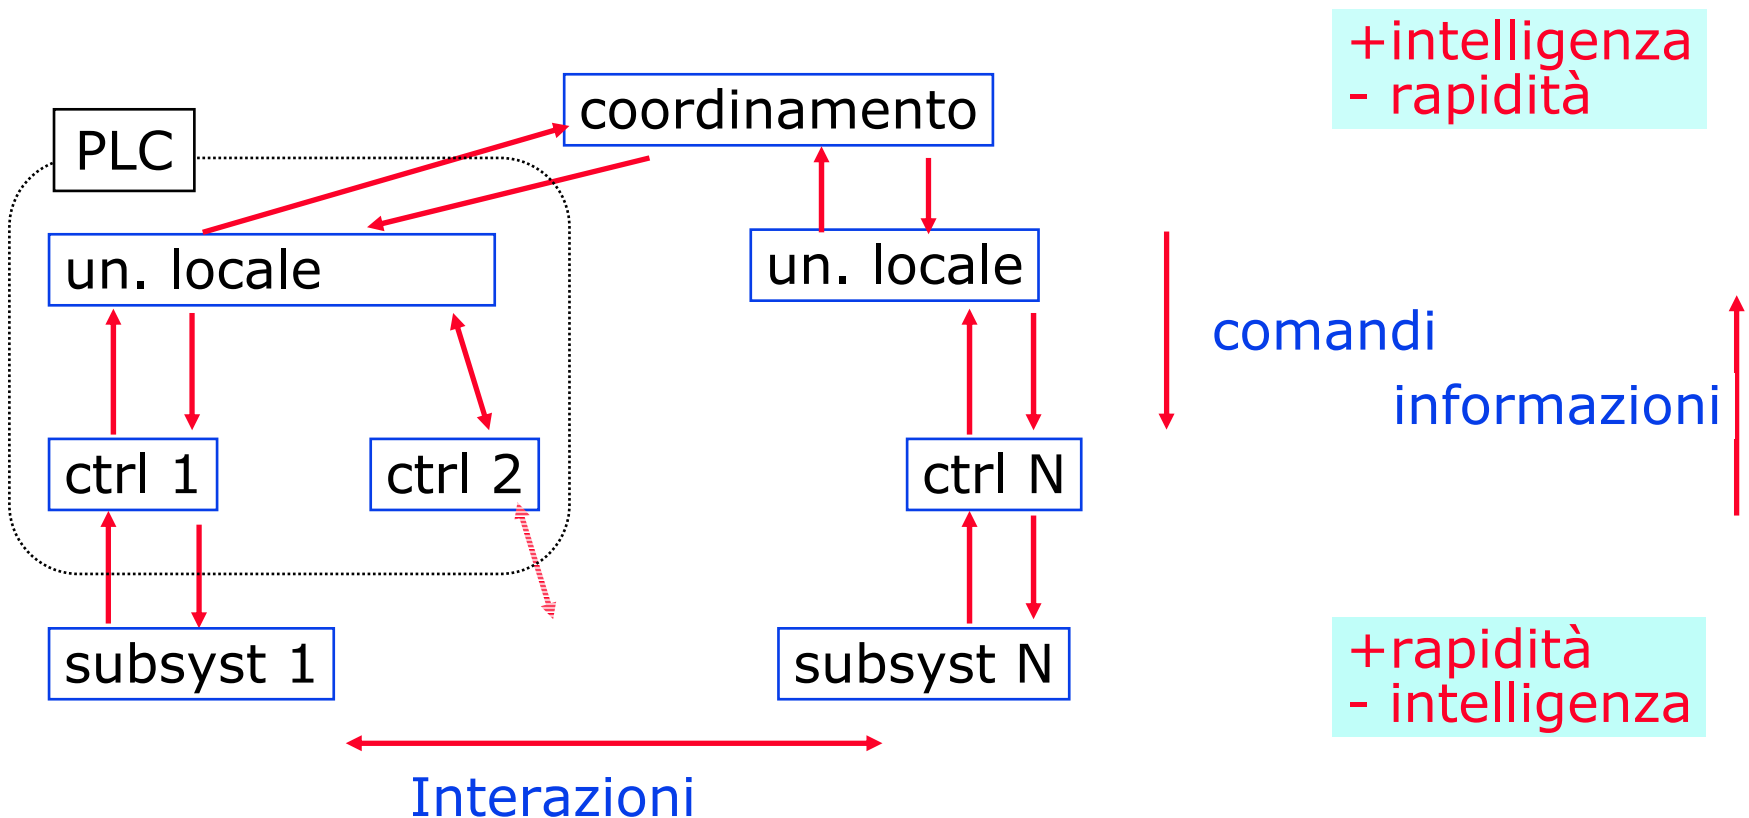 +intelligenza
- rapidità
coordinamento
PLC
un. locale
un. locale
comandi
informazioni
ctrl 1
ctrl 2
ctrl N
subsyst 1
subsyst N
+rapidità
- intelligenza
Interazioni